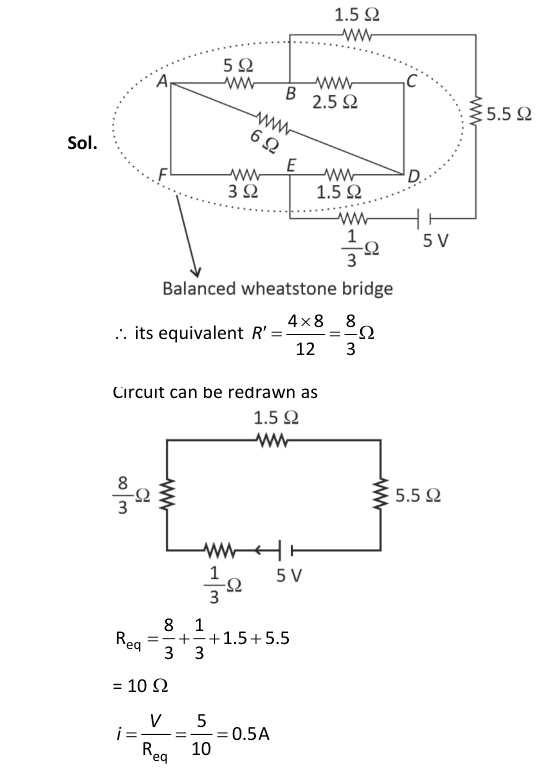 1.5 Ω
5 Ω
A
B
2.5 Ω
C
5.5 Ω
Sol.
6 Ω
F
3 Ω
E
1.5 Ω
D
1/3 Ω
5 V
Balanced wheatstone bridge
∴ its equivalent R′ = 4 × 8 / 12 = 8/3 Ω
Circuit can be redrawn as
1.5 Ω
8/3 Ω
5.5 Ω
1/3 Ω
5 V
Req = 8/3 + 1/3 + 1.5 + 5.5
= 10 Ω
i = V/Req = 5/10 = 0.5A